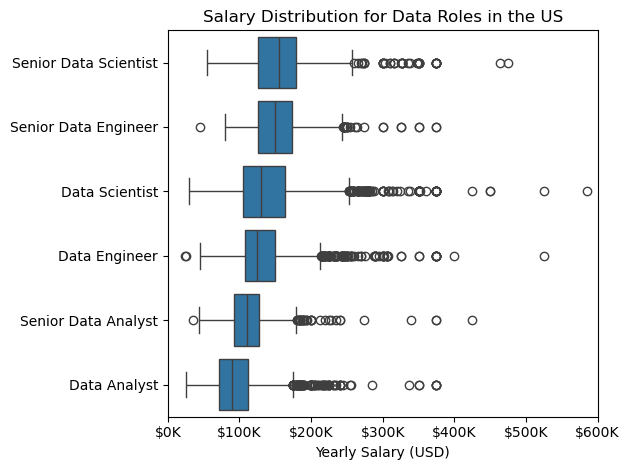 Salary Distribution for Data Roles in the US
Senior Data Scientist
Senior Data Engineer
Data Scientist
Data Engineer
Senior Data Analyst
Data Analyst
$0K $100K $200K $300K $400K $500K $600K
Yearly Salary (USD)